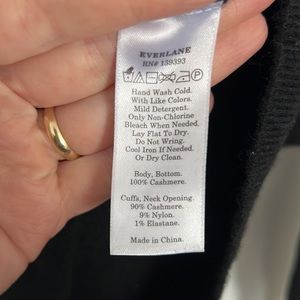 EVERLANE
RN# 139393
Hand Wash Cold.
With Like Colors.
Mild Detergent.
Only Non-Chlorine
Bleach When Needed.
Lay Flat To Dry.
Do Not Wring.
Cool Iron If Needed.
Or Dry Clean.
Body, Bottom.
100% Cashmere.
Cuffs, Neck Opening.
90% Cashmere.
9% Nylon.
1% Elastane.
Made in China.